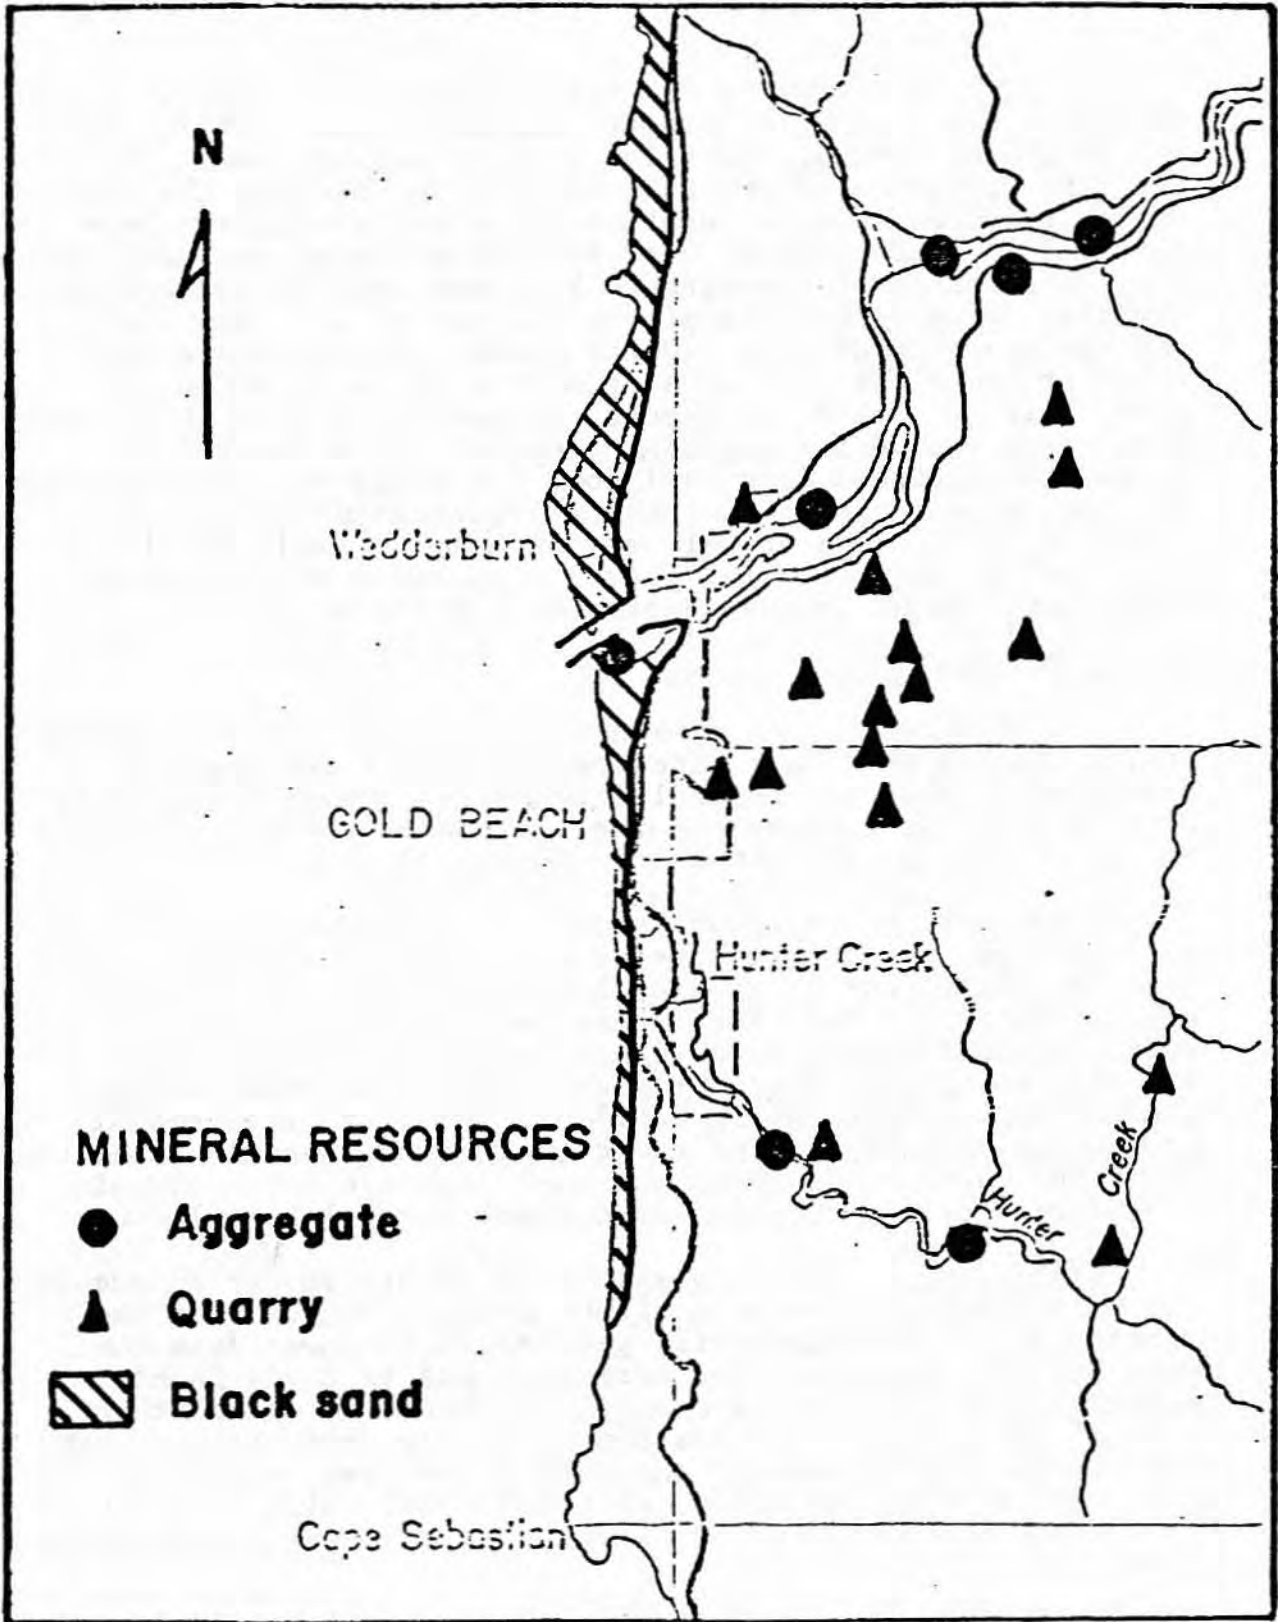 N
Wedderburn
GOLD BEACH
Hunter Creek
MINERAL RESOURCES
Aggregate
Quarry
Black sand
Hunter
Creek
Cape Sebastian